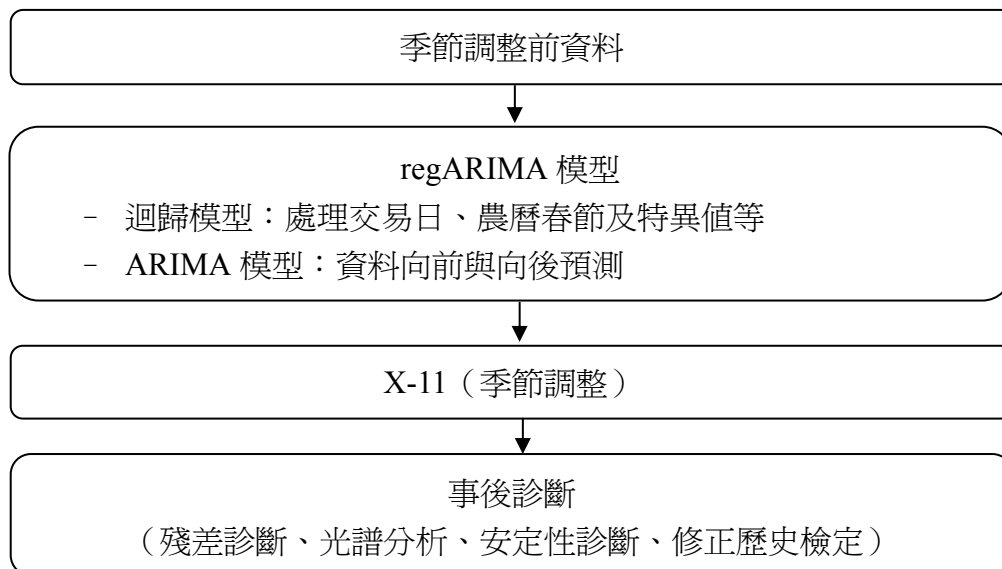 季節調整前資料
regARIMA 模型
- 迴歸模型：處理交易日、農曆春節及特異值等
- ARIMA 模型：資料向前與向後預測
X-11（季節調整）
事後診斷
（殘差診斷、光譜分析、安定性診斷、修正歷史檢定）